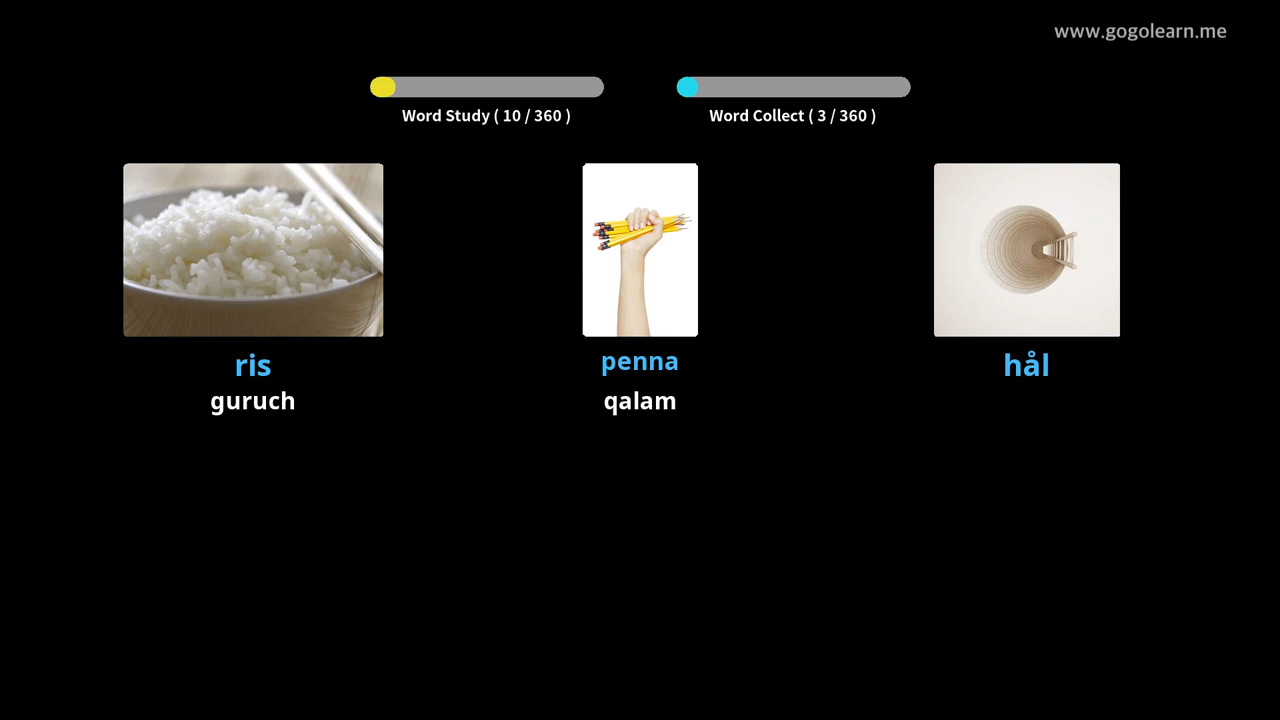 www.gogolearn.me
Word Study ( 10 / 360 )
Word Collect ( 3 / 360 )
ris
penna
hål
guruch
qalam